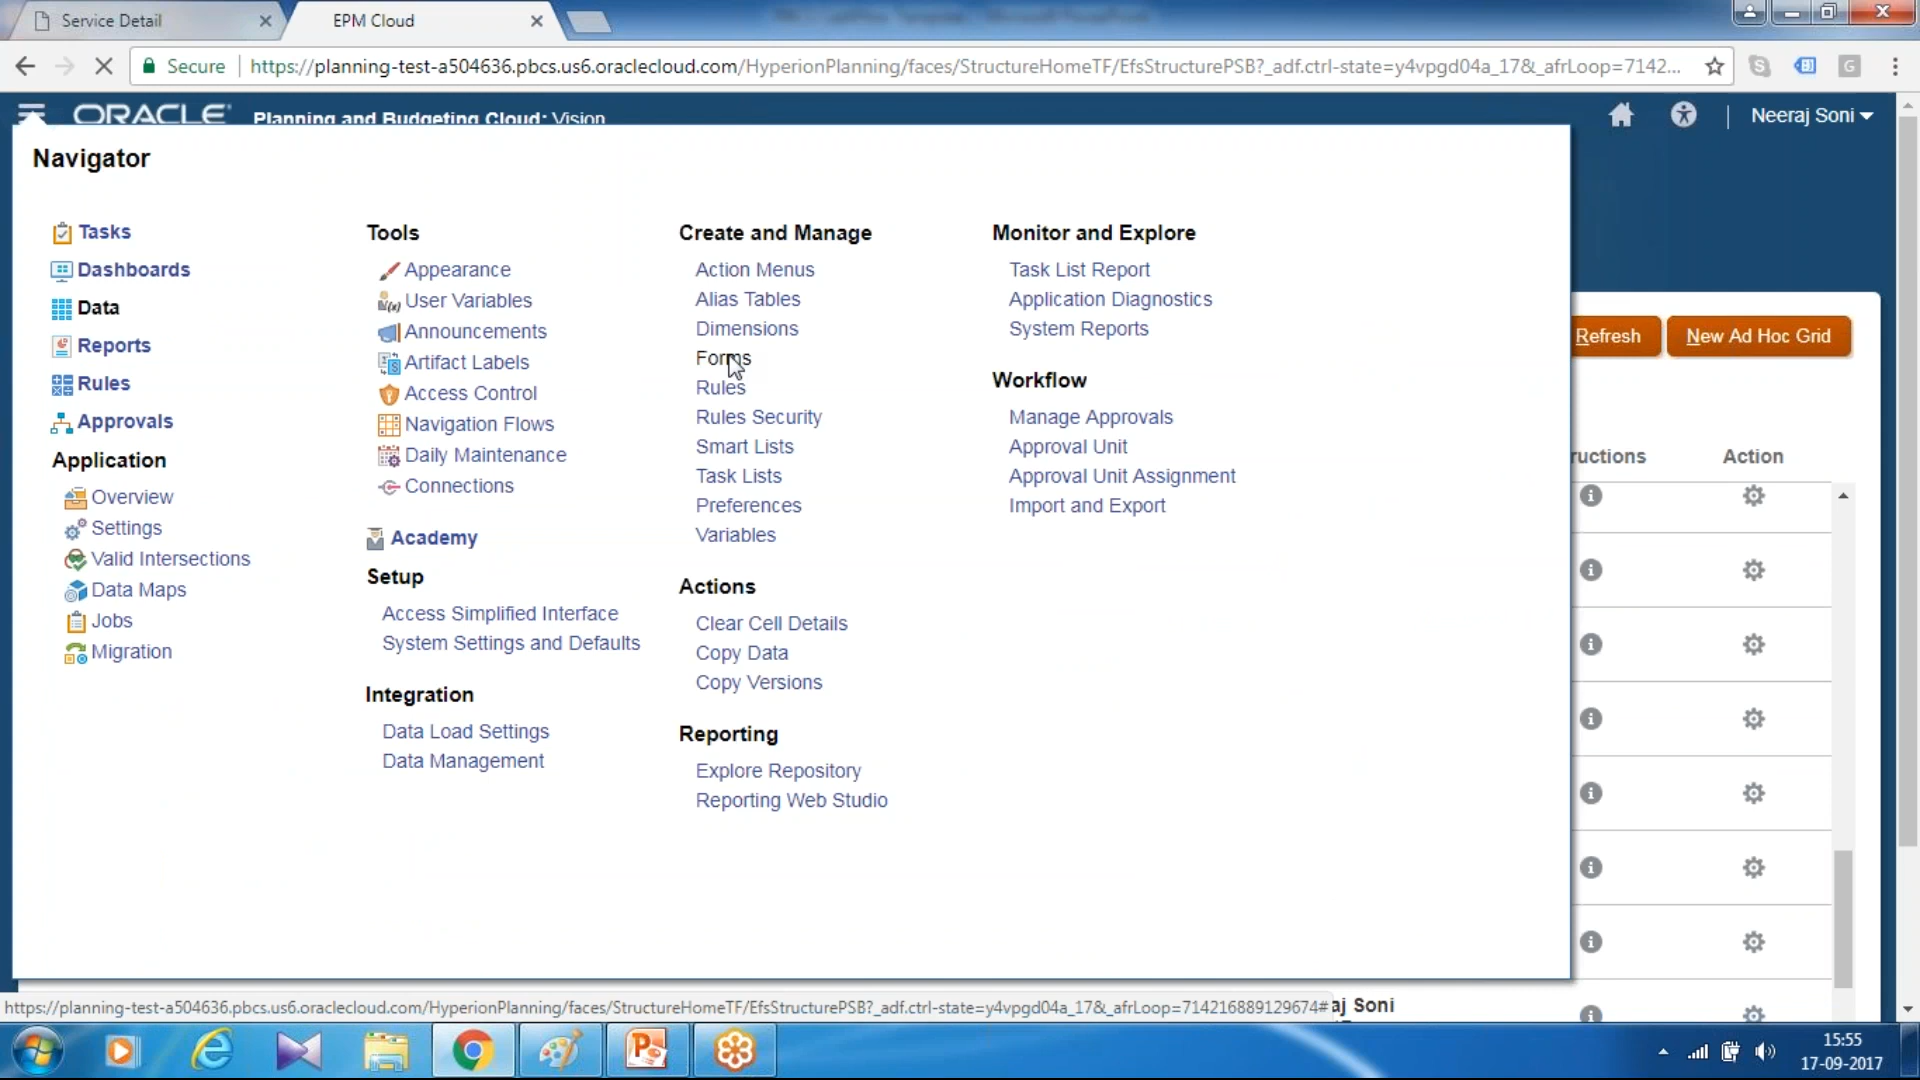 Service Detail
EPM Cloud
Secure
https://planning-test-a504636.pbcs.us6.oraclecloud.com/HyperionPlanning/faces/StructureHomeTF/EfsStructurePSB?_adf.ctrl-state=y4vpgd04a_17&_afrLoop=7142...
ORACLE Planning and Budgeting Cloud: Vision
Neeraj Soni
Navigator
Tasks
Dashboards
Data
Reports
Rules
Approvals
Application
Overview
Settings
Valid Intersections
Data Maps
Jobs
Migration
Tools
Appearance
User Variables
Announcements
Artifact Labels
Access Control
Navigation Flows
Daily Maintenance
Connections
Academy
Setup
Access Simplified Interface
System Settings and Defaults
Integration
Data Load Settings
Data Management
Create and Manage
Action Menus
Alias Tables
Dimensions
Forms
Rules
Rules Security
Smart Lists
Task Lists
Preferences
Variables
Actions
Clear Cell Details
Copy Data
Copy Versions
Reporting
Explore Repository
Reporting Web Studio
Monitor and Explore
Task List Report
Application Diagnostics
System Reports
Workflow
Manage Approvals
Approval Unit
Approval Unit Assignment
Import and Export
Refresh
New Ad Hoc Grid
ructions
Action
https://planning-test-a504636.pbcs.us6.oraclecloud.com/HyperionPlanning/faces/StructureHomeTF/EfsStructurePSB?_adf.ctrl-state=y4vpgd04a_17&_afrLoop=714216889129674#
aj Soni
15:55
17-09-2017